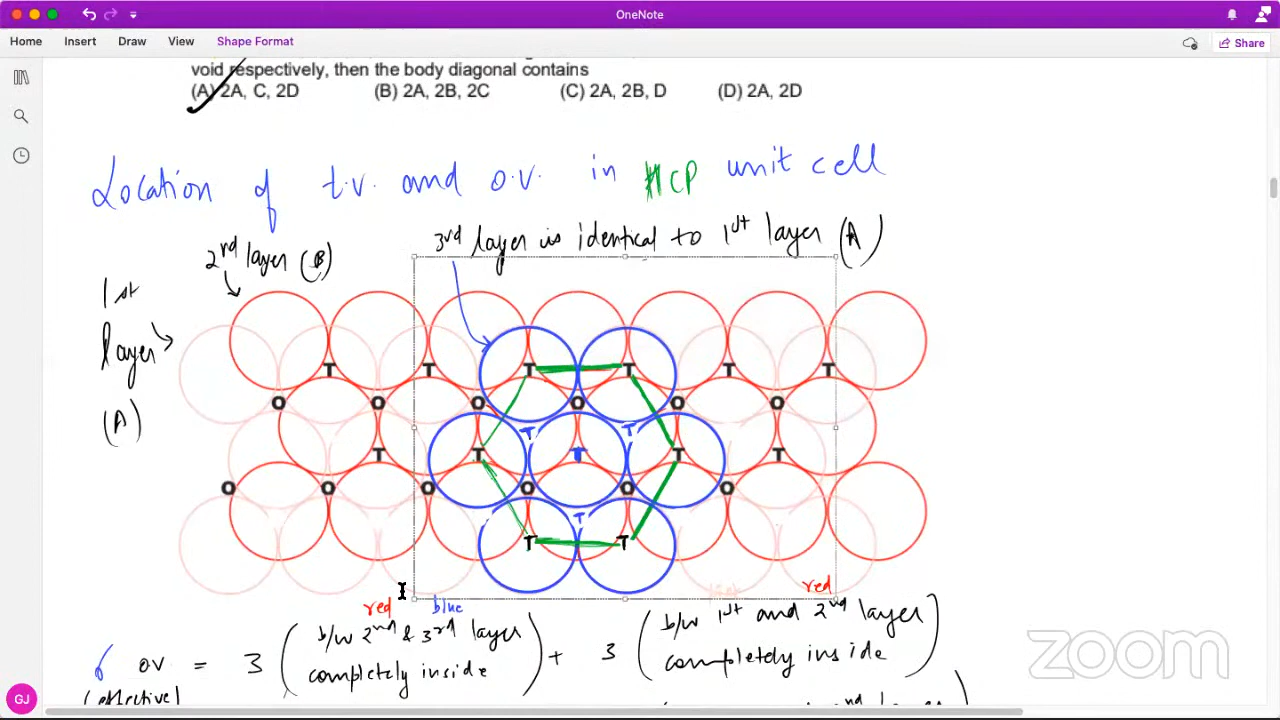 OneNote
Home Insert Draw View Shape Format Share
void respectively, then the body diagonal contains
(A) 2A, C, 2D (B) 2A, 2B, 2C (C) 2A, 2B, D (D) 2A, 2D
Location of t.v. and o.v. in HCP unit cell
3rd layer is identical to 1st layer (A)
2nd layer (B)
1st
layer
(A)
T T T T T T
O O O O O O
T T
T T T T T
O O O O O O
T
T T
red blue red
6 o.v. = 3 (b/w 2nd & 3rd layer completely inside) + 3 (b/w 1st and 2nd layer completely inside)
(effective)
zoom
GJ